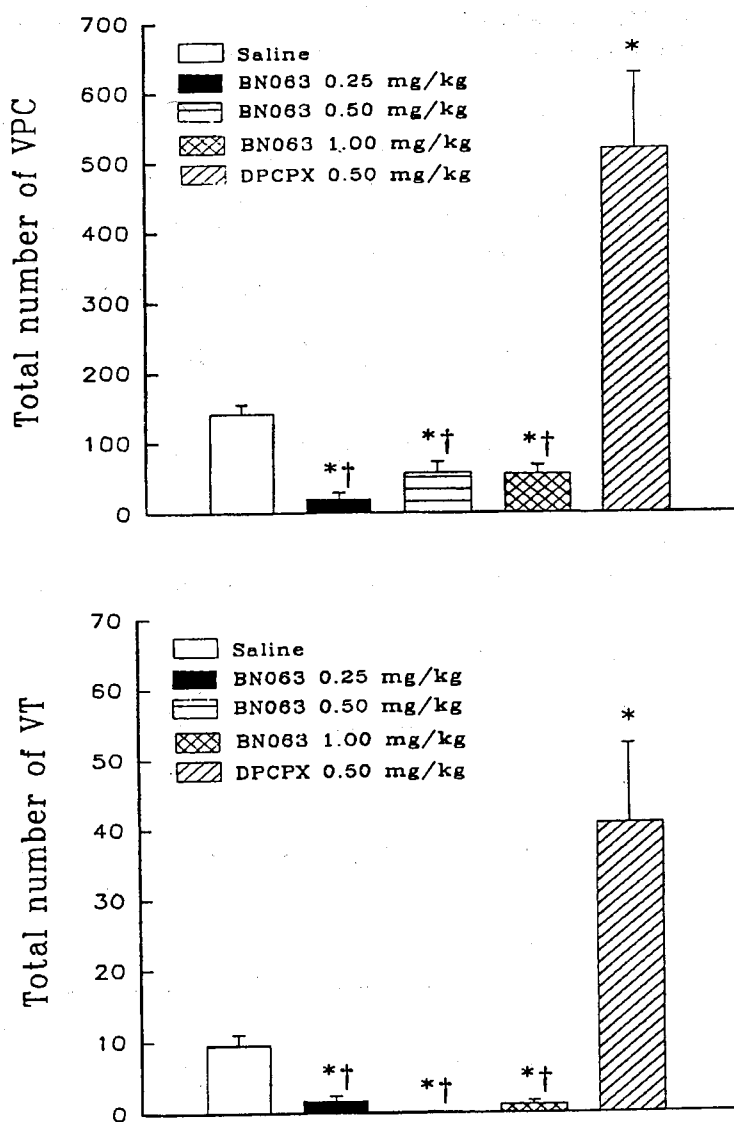 Total number of VPC
700
600
500
400
300
200
100
0
Saline
BN063 0.25 mg/kg
BN063 0.50 mg/kg
BN063 1.00 mg/kg
DPCPX 0.50 mg/kg
*†
*†
*†
*
Total number of VT
70
60
50
40
30
20
10
0
Saline
BN063 0.25 mg/kg
BN063 0.50 mg/kg
BN063 1.00 mg/kg
DPCPX 0.50 mg/kg
*†
*†
*†
*